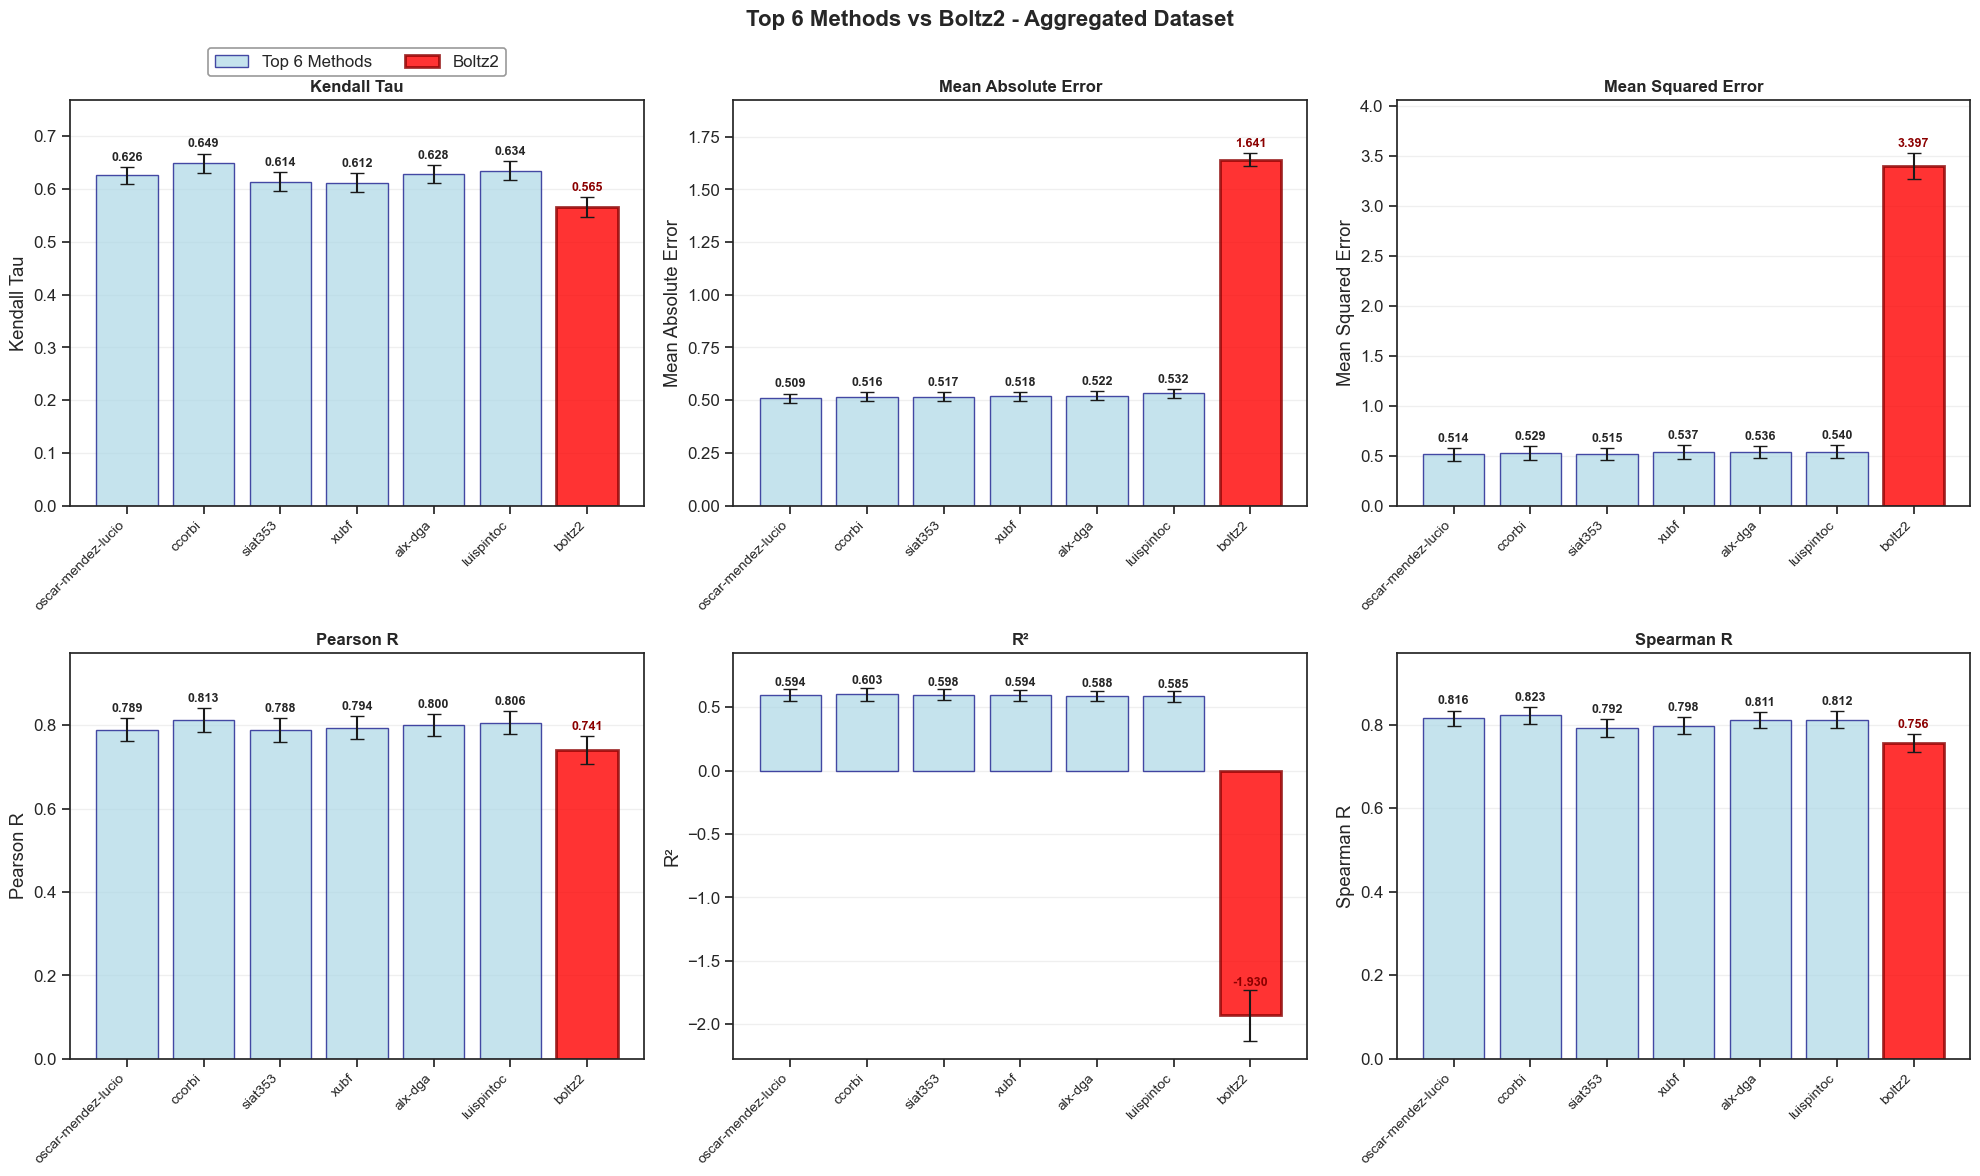 Top 6 Methods vs Boltz2 - Aggregated Dataset
Top 6 Methods
Boltz2
Kendall Tau
Kendall Tau
0.7
0.6
0.5
0.4
0.3
0.2
0.1
0.0
0.626
0.649
0.614
0.612
0.628
0.634
0.565
oscar-mendez-lucio
ccorbi
siat353
xubf
alx-dga
luispintoc
boltz2
Mean Absolute Error
Mean Absolute Error
1.75
1.50
1.25
1.00
0.75
0.50
0.25
0.00
0.509
0.516
0.517
0.518
0.522
0.532
1.641
oscar-mendez-lucio
ccorbi
siat353
xubf
alx-dga
luispintoc
boltz2
Mean Squared Error
Mean Squared Error
4.0
3.5
3.0
2.5
2.0
1.5
1.0
0.5
0.0
0.514
0.529
0.515
0.537
0.536
0.540
3.397
oscar-mendez-lucio
ccorbi
siat353
xubf
alx-dga
luispintoc
boltz2
Pearson R
Pearson R
0.8
0.6
0.4
0.2
0.0
0.789
0.813
0.788
0.794
0.800
0.806
0.741
oscar-mendez-lucio
ccorbi
siat353
xubf
alx-dga
luispintoc
boltz2
R²
R²
0.5
0.0
−0.5
−1.0
−1.5
−2.0
0.594
0.603
0.598
0.594
0.588
0.585
-1.930
oscar-mendez-lucio
ccorbi
siat353
xubf
alx-dga
luispintoc
boltz2
Spearman R
Spearman R
0.8
0.6
0.4
0.2
0.0
0.816
0.823
0.792
0.798
0.811
0.812
0.756
oscar-mendez-lucio
ccorbi
siat353
xubf
alx-dga
luispintoc
boltz2